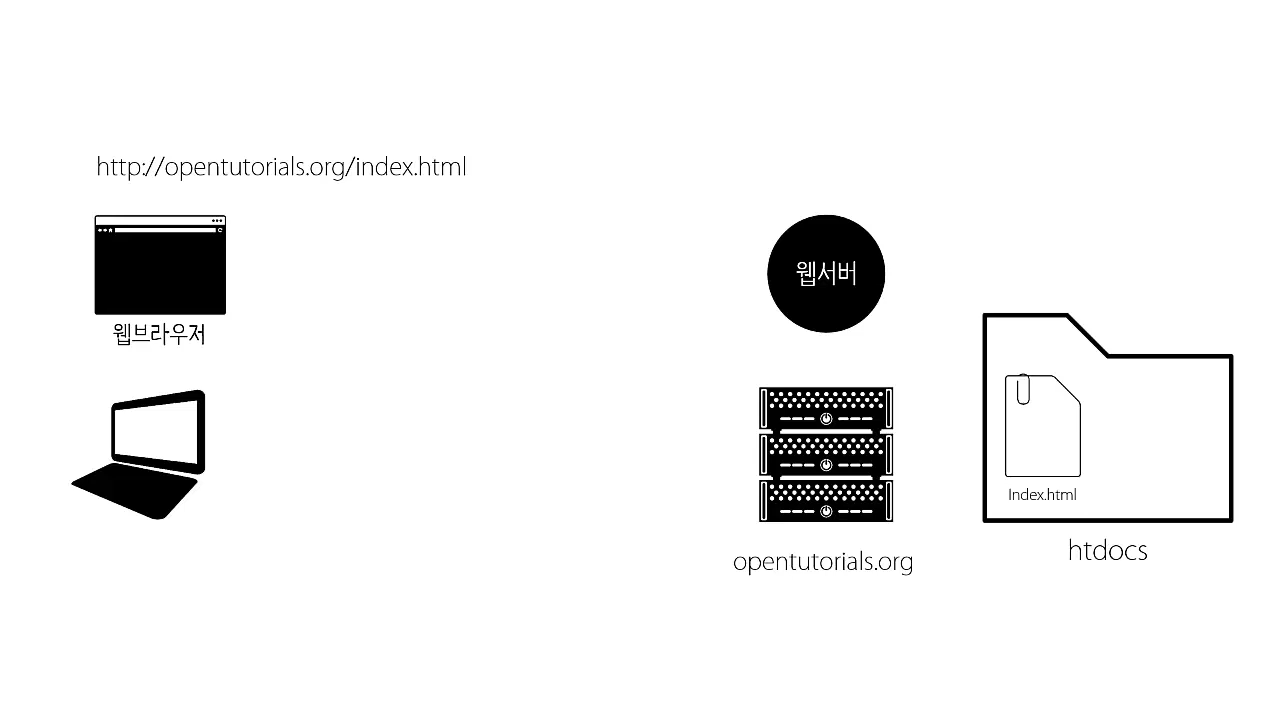 http://opentutorials.org/index.html
웹브라우저
웹서버
opentutorials.org
Index.html
htdocs